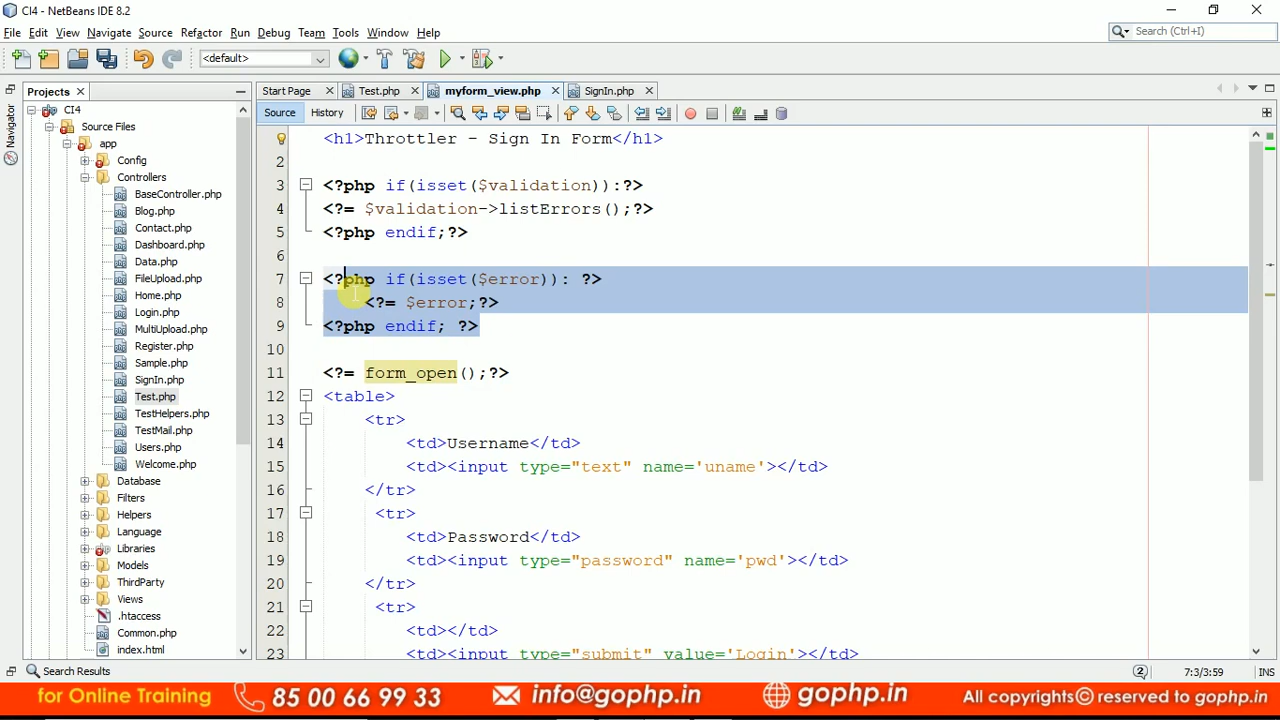 CI4 - NetBeans IDE 8.2
File Edit View Navigate Source Refactor Run Debug Team Tools Window Help
Search (Ctrl+I)
<default>
Projects
Start Page
Test.php
myform_view.php
SignIn.php
Navigator
Source
History
CI4
Source Files
app
Config
Controllers
BaseController.php
Blog.php
Contact.php
Dashboard.php
Data.php
FileUpload.php
Home.php
Login.php
MultiUpload.php
Register.php
Sample.php
SignIn.php
Test.php
TestHelpers.php
TestMail.php
Users.php
Welcome.php
Database
Filters
Helpers
Language
Libraries
Models
ThirdParty
Views
.htaccess
Common.php
index.html
<h1>Throttler - Sign In Form</h1>
2
3 <?php if(isset($validation)):?>
4 <?= $validation->listErrors();?>
5 <?php endif;?>
6
7 <?php if(isset($error)): ?>
8 <?= $error;?>
9 <?php endif; ?>
10
11 <?= form_open();?>
12 <table>
13 <tr>
14 <td>Username</td>
15 <td><input type="text" name='uname'></td>
16 </tr>
17 <tr>
18 <td>Password</td>
19 <td><input type="password" name='pwd'></td>
20 </tr>
21 <tr>
22 <td></td>
23 <td><input type="submit" value='Login'></td>
Search Results
2
7:3/3:59
INS
for Online Training 85 00 66 99 33 info@gophp.in gophp.in All copyrights© reserved to gophp.in